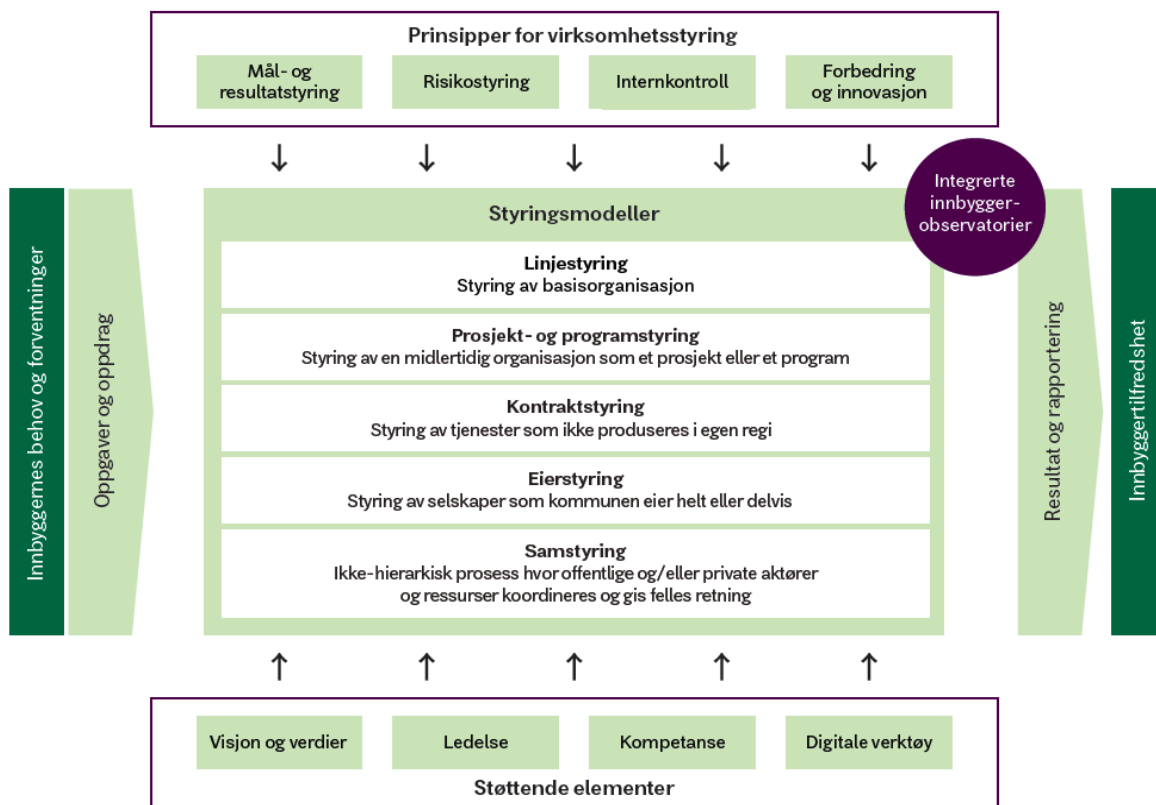 Prinsipper for virksomhetsstyring
Mål- og
resultatstyring
Risikostyring
Internkontroll
Forbedring
og innovasjon
Innbyggernes behov og forventninger
Oppgaver og oppdrag
Styringsmodeller
Linjestyring
Styring av basisorganisasjon
Prosjekt- og programstyring
Styring av en midlertidig organisasjon som et prosjekt eller et program
Kontraktstyring
Styring av tjenester som ikke produseres i egen regi
Eierstyring
Styring av selskaper som kommunen eier helt eller delvis
Samstyring
Ikke-hierarkisk prosess hvor offentlige og/eller private aktører
og ressurser koordineres og gis felles retning
Integrerte
innbygger-
observatorier
Resultat og rapportering
Innbyggertilfredshet
Visjon og verdier
Ledelse
Kompetanse
Digitale verktøy
Støttende elementer